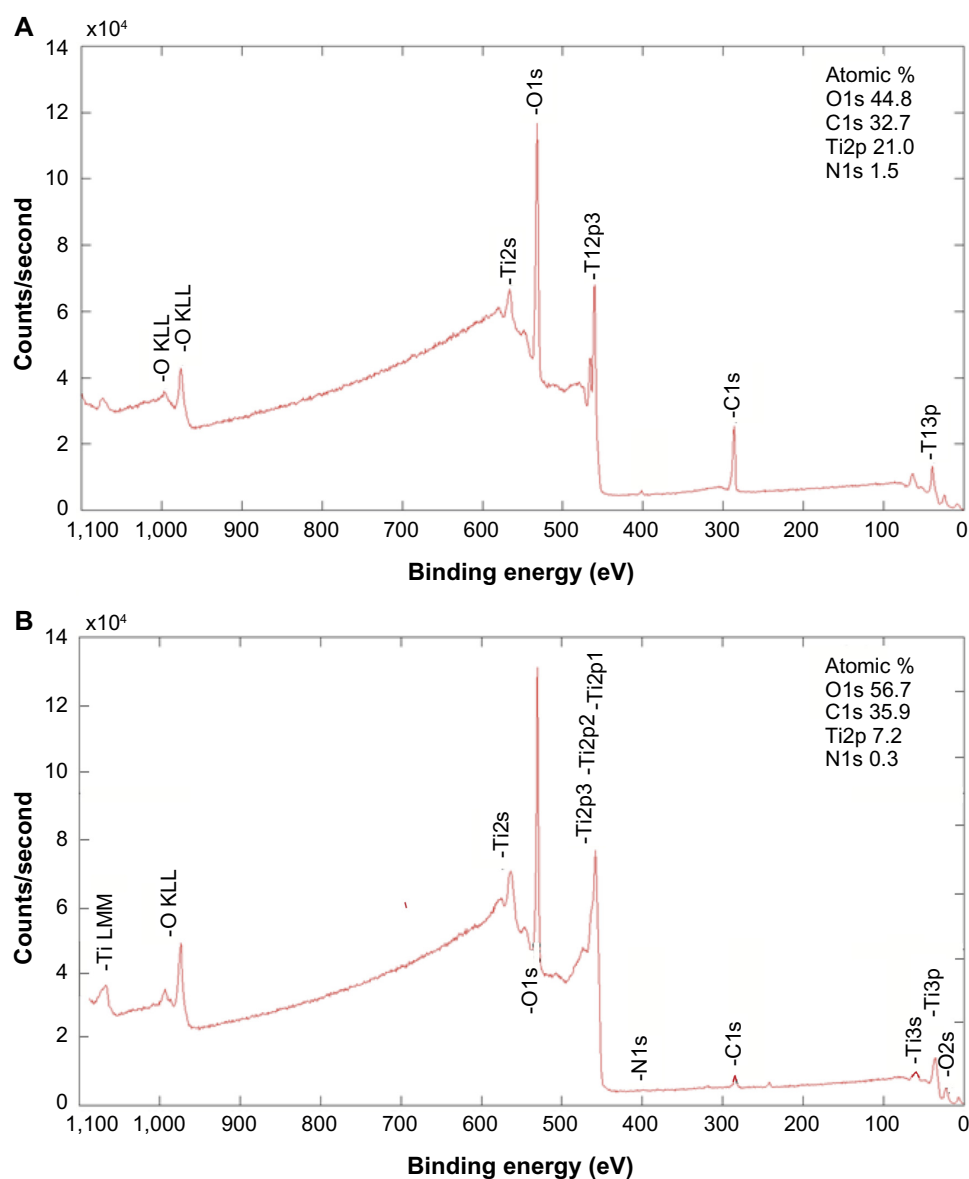 A
x10⁴
14
12
10
8
6
4
2
0
Counts/second
-O KLL
-O KLL
-Ti2s
-O1s
-T12p3
-C1s
-T13p
Atomic %
O1s 44.8
C1s 32.7
Ti2p 21.0
N1s 1.5
1,100 1,000 900 800 700 600 500 400 300 200 100 0
Binding energy (eV)
B
x10⁴
14
12
10
8
6
4
2
0
Counts/second
-Ti LMM
-O KLL
-Ti2s
-O1s
-Ti2p3
-Ti2p2
-Ti2p1
-N1s
-C1s
-Ti3s
-Ti3p
-O2s
Atomic %
O1s 56.7
C1s 35.9
Ti2p 7.2
N1s 0.3
1,100 1,000 900 800 700 600 500 400 300 200 100 0
Binding energy (eV)